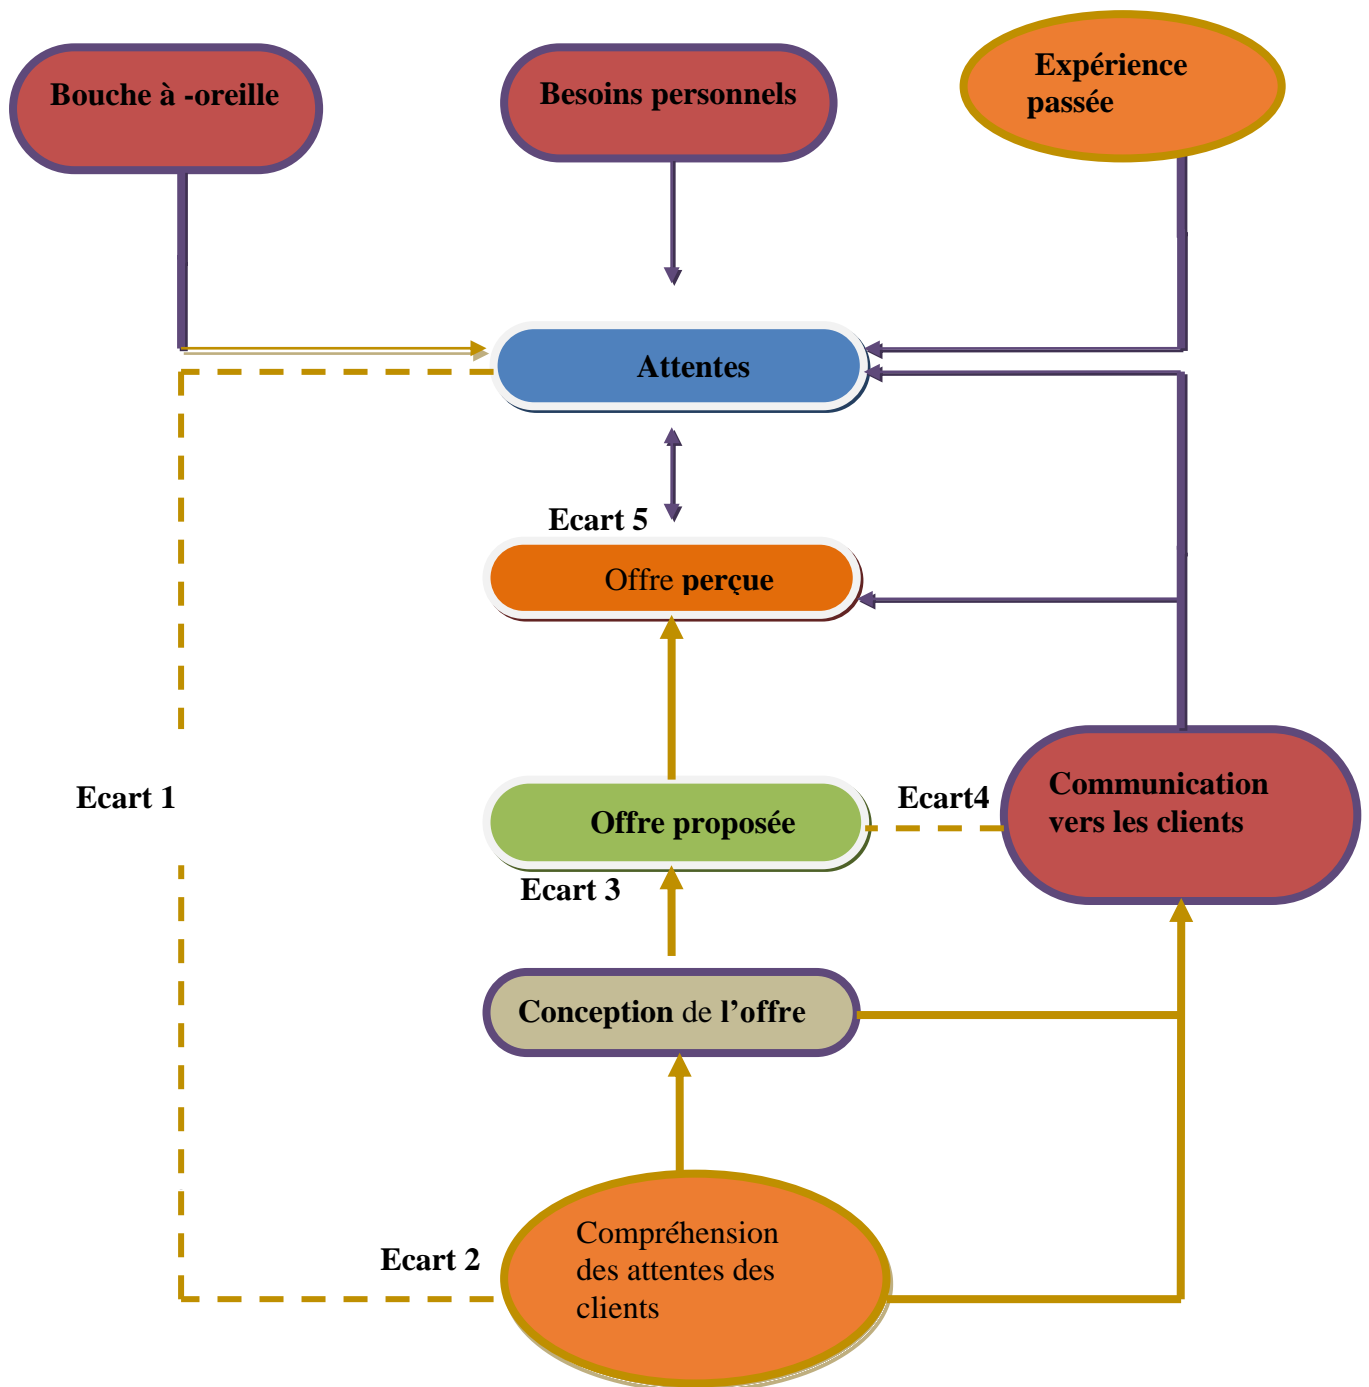 Bouche à -oreille
Besoins personnels
Expérience
passée
Attentes
Ecart 5
Offre perçue
Ecart 1
Offre proposée
Ecart4
Communication
vers les clients
Ecart 3
Conception de l’offre
Ecart 2
Compréhension
des attentes des
clients